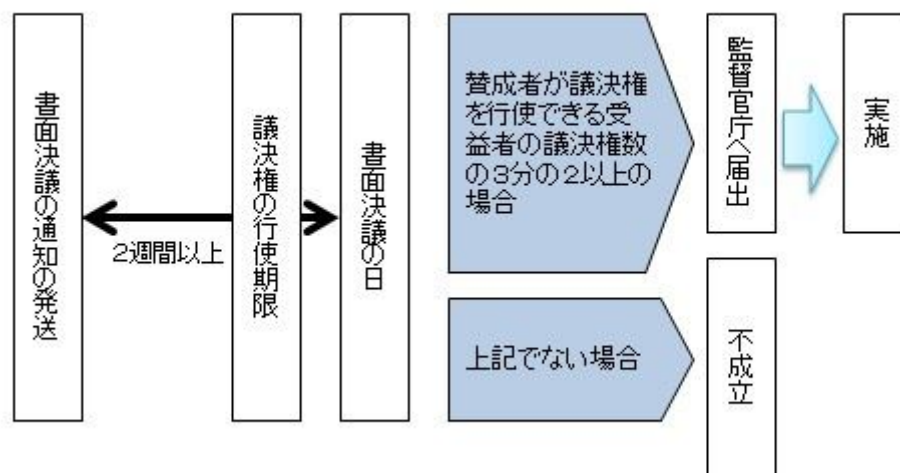 書面決議の通知の発送
2週間以上
議決権の行使期限
書面決議の日
賛成者が議決権
を行使できる受
益者の議決権数
の3分の2以上の
場合
監督官庁へ届出
実施
上記でない場合
不成立